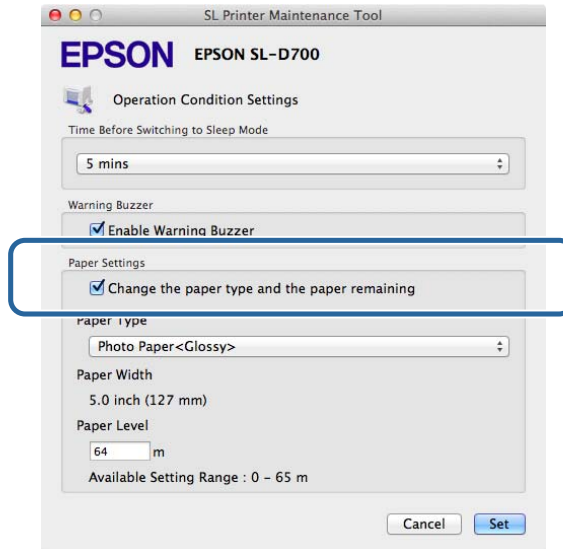 SL Printer Maintenance Tool
EPSON EPSON SL-D700
Operation Condition Settings
Time Before Switching to Sleep Mode
5 mins
Warning Buzzer
Enable Warning Buzzer
Paper Settings
Change the paper type and the paper remaining
Paper Type
Photo Paper<Glossy>
Paper Width
5.0 inch (127 mm)
Paper Level
64 m
Available Setting Range : 0 - 65 m
Cancel Set